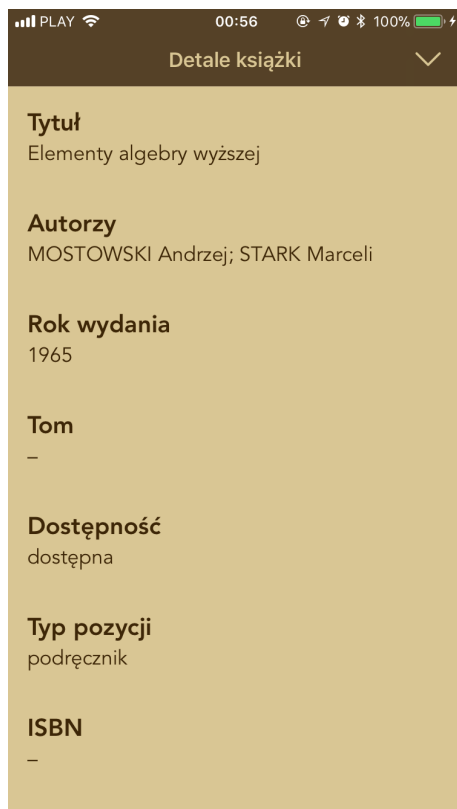 PLAY 00:56 100%
Detale książki
Tytuł
Elementy algebry wyższej
Autorzy
MOSTOWSKI Andrzej; STARK Marceli
Rok wydania
1965
Tom
–
Dostępność
dostępna
Typ pozycji
podręcznik
ISBN
–